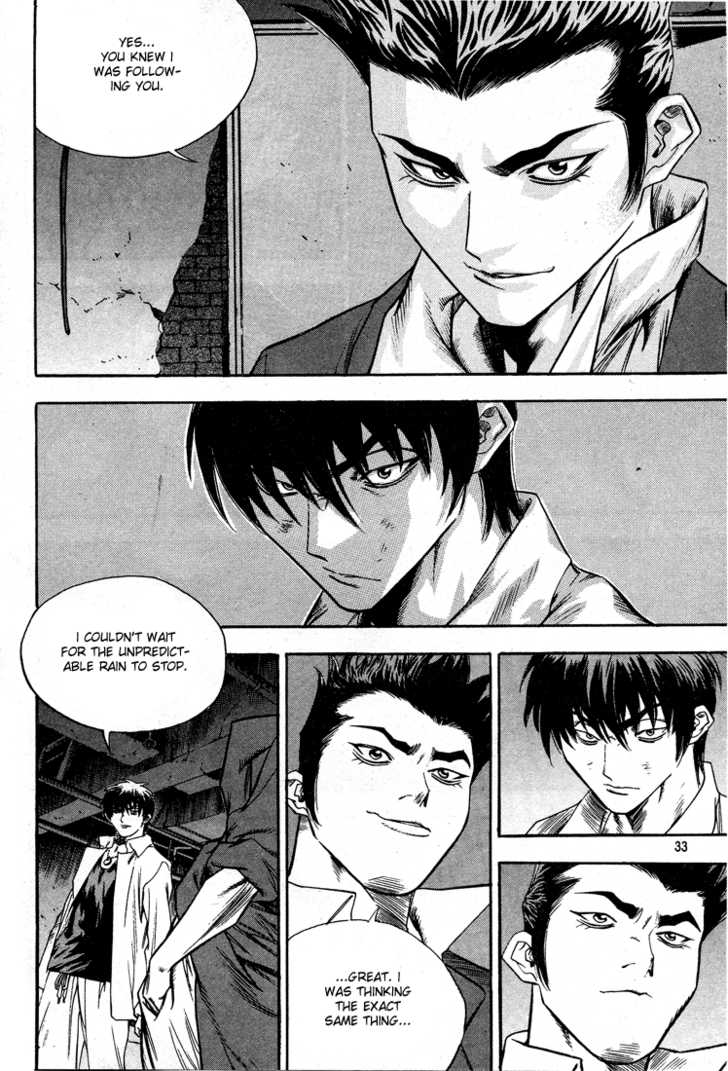 YES...
YOU KNEW I
WAS FOLLOW-
ING YOU.
I COULDN'T WAIT
FOR THE UNPREDICT-
ABLE RAIN TO STOP.
...GREAT. I
WAS THINKING
THE EXACT
SAME THING...
33